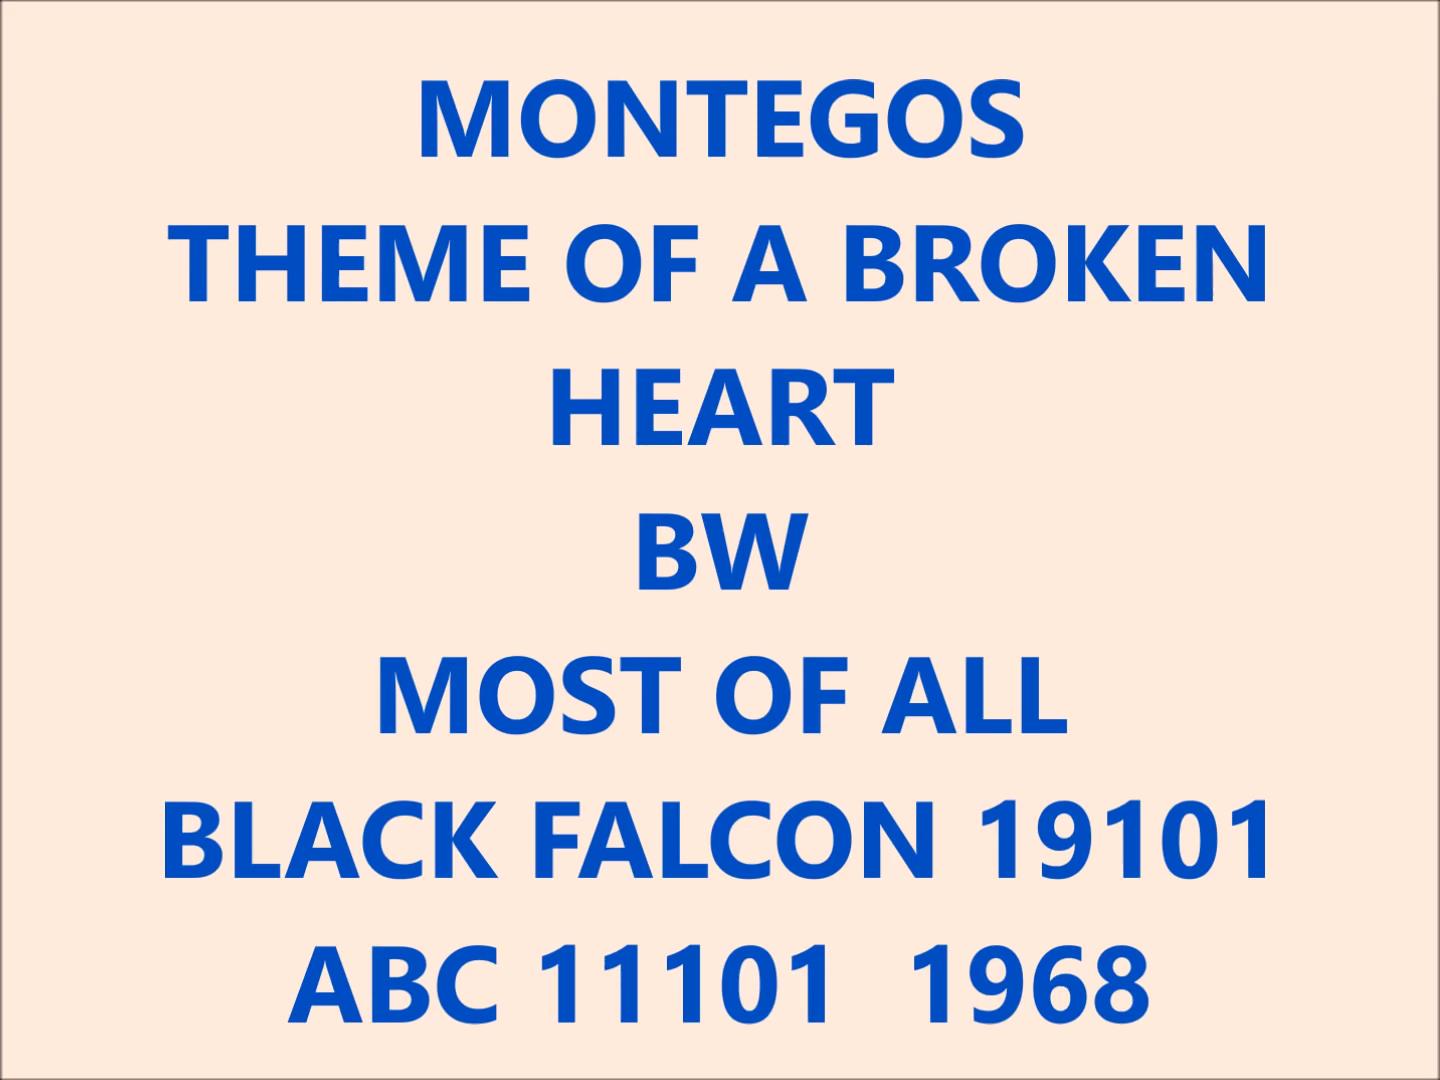 MONTEGOS
THEME OF A BROKEN
HEART
BW
MOST OF ALL
BLACK FALCON 19101
ABC 11101  1968